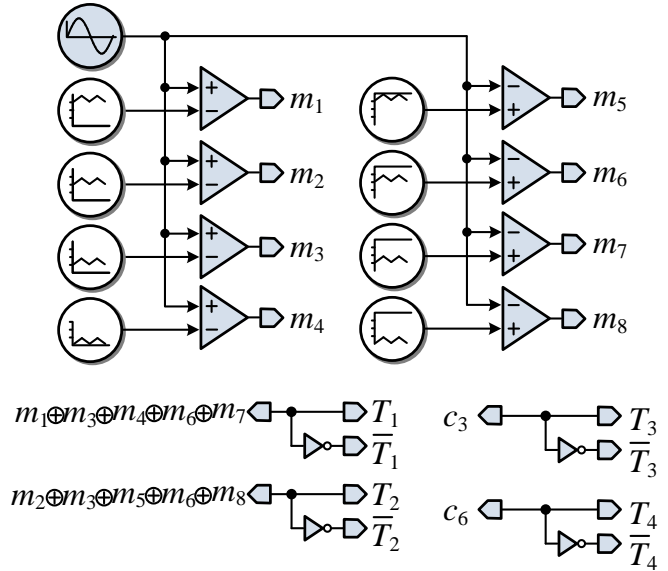 +
−
m₁
−
+
m₅
+
−
m₂
−
+
m₆
+
−
m₃
−
+
m₇
+
−
m₄
−
+
m₈
m₁⊕m₃⊕m₄⊕m₆⊕m₇
T₁
T̅₁
c₃
T₃
T̅₃
m₂⊕m₃⊕m₅⊕m₆⊕m₈
T₂
T̅₂
c₆
T₄
T̅₄